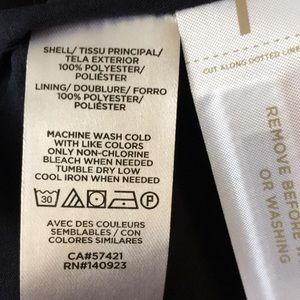 SHELL/ TISSU PRINCIPAL/
TELA EXTERIOR
100% POLYESTER/
POLIÉSTER
LINING/ DOUBLURE/ FORRO
100% POLYESTER/
POLIÉSTER
MACHINE WASH COLD
WITH LIKE COLORS
ONLY NON-CHLORINE
BLEACH WHEN NEEDED
TUMBLE DRY LOW
COOL IRON WHEN NEEDED
30 P
AVEC DES COULEURS
SEMBLABLES / CON
COLORES SIMILARES
CA#57421
RN#140923
CUT ALONG DOTTED
REMOVE BEFORE
OR WASHING